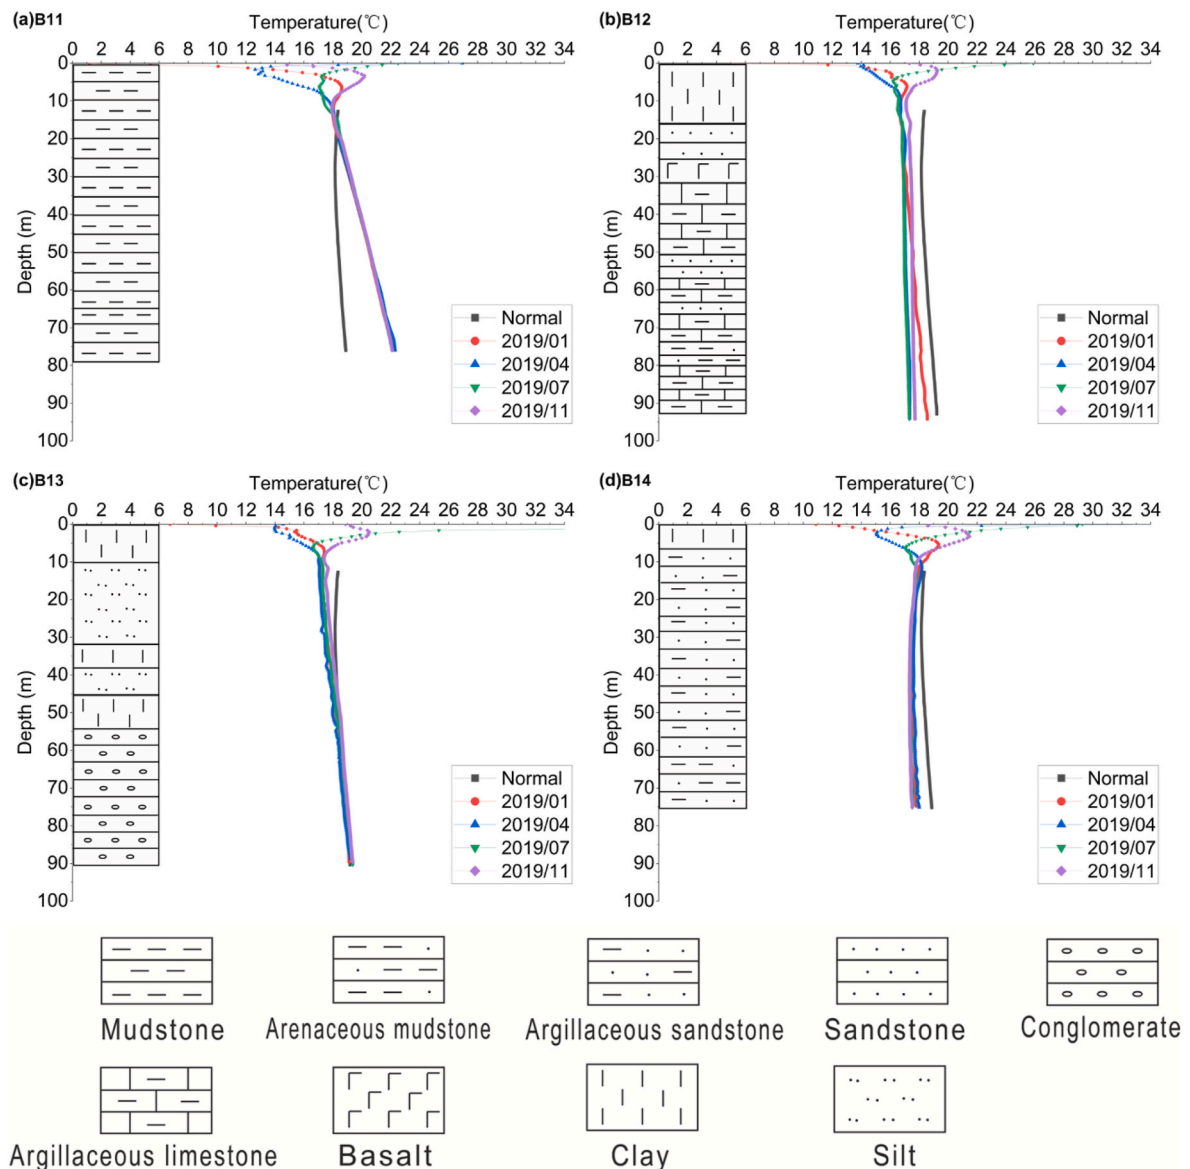 (a)B11
Temperature(℃)
0 2 4 6 8 10 12 14 16 18 20 22 24 26 28 30 32 34
0
10
20
30
40
50
60
70
80
90
100
Depth (m)
Normal
2019/01
2019/04
2019/07
2019/11
(b)B12
Temperature(℃)
0 2 4 6 8 10 12 14 16 18 20 22 24 26 28 30 32 34
0
10
20
30
40
50
60
70
80
90
100
Depth (m)
Normal
2019/01
2019/04
2019/07
2019/11
(c)B13
Temperature(℃)
0 2 4 6 8 10 12 14 16 18 20 22 24 26 28 30 32 34
0
10
20
30
40
50
60
70
80
90
100
Depth (m)
Normal
2019/01
2019/04
2019/07
2019/11
(d)B14
Temperature(℃)
0 2 4 6 8 10 12 14 16 18 20 22 24 26 28 30 32 34
0
10
20
30
40
50
60
70
80
90
100
Depth (m)
Normal
2019/01
2019/04
2019/07
2019/11
Mudstone
Arenaceous mudstone
Argillaceous sandstone
Sandstone
Conglomerate
Argillaceous limestone
Basalt
Clay
Silt